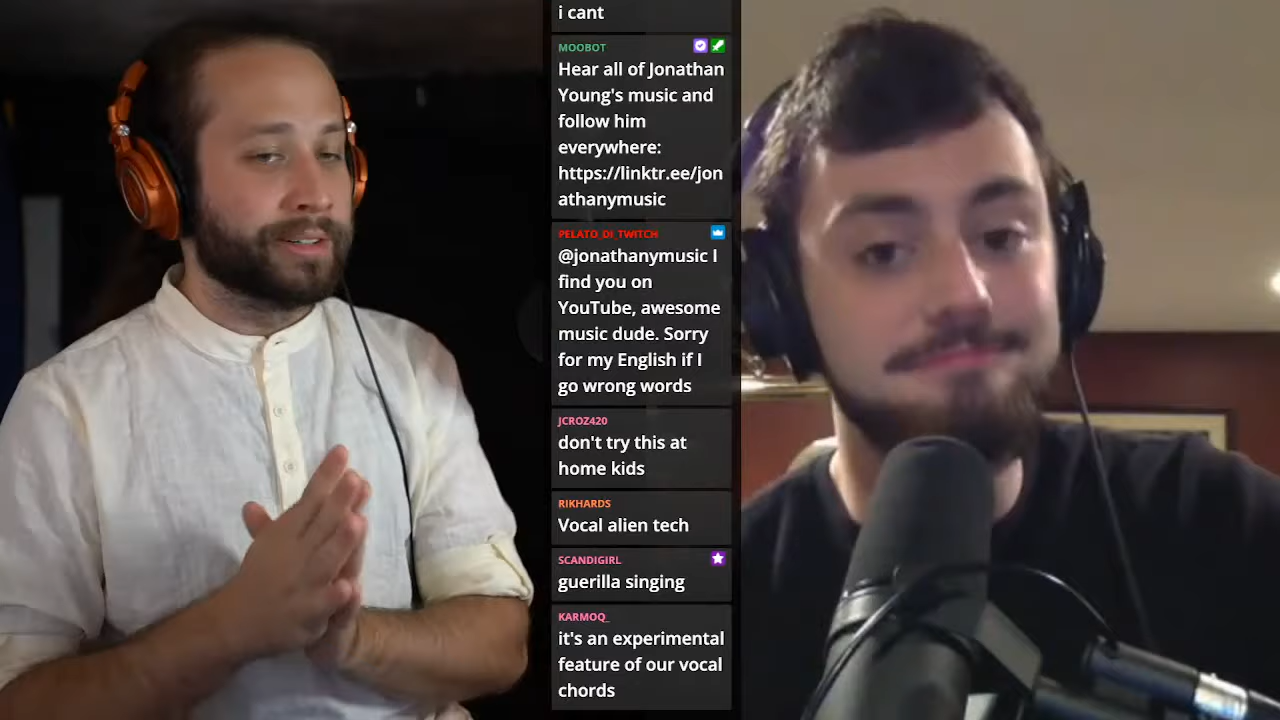 i cant
MOOBOT
Hear all of Jonathan
Young's music and
follow him
everywhere:
https://linktr.ee/jon
athanymusic
PELATO_DI_TWITCH
@jonathanymusic I
find you on
YouTube, awesome
music dude. Sorry
for my English if I
go wrong words
JCROZ420
don't try this at
home kids
RIKHARDS
Vocal alien tech
SCANDIGIRL
guerilla singing
KARMOQ_
it's an experimental
feature of our vocal
chords